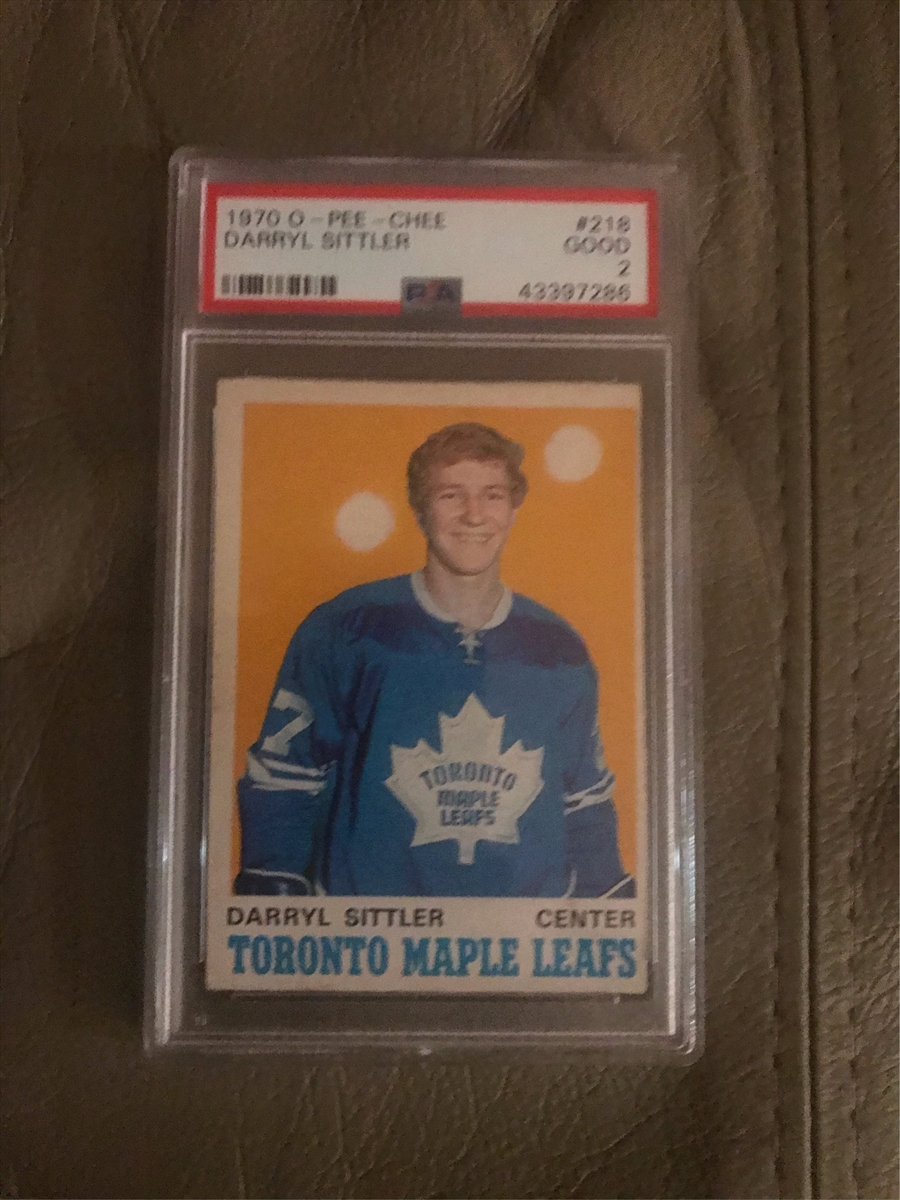 1970 O-PEE-CHEE #218
DARRYL SITTLER GOOD
2
PSA 43397286
7
TORONTO
MAPLE
LEAFS
DARRYL SITTLER CENTER
TORONTO MAPLE LEAFS